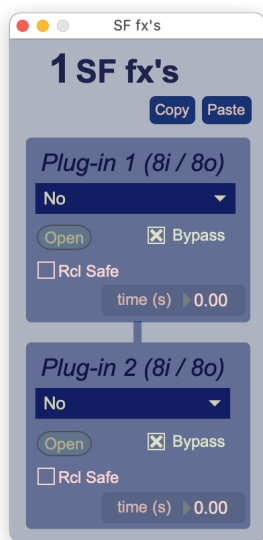 SF fx's
1 SF fx's
Copy Paste
Plug-in 1 (8i / 8o)
No
Open Bypass
Rcl Safe
time (s) 0.00
Plug-in 2 (8i / 8o)
No
Open Bypass
Rcl Safe
time (s) 0.00